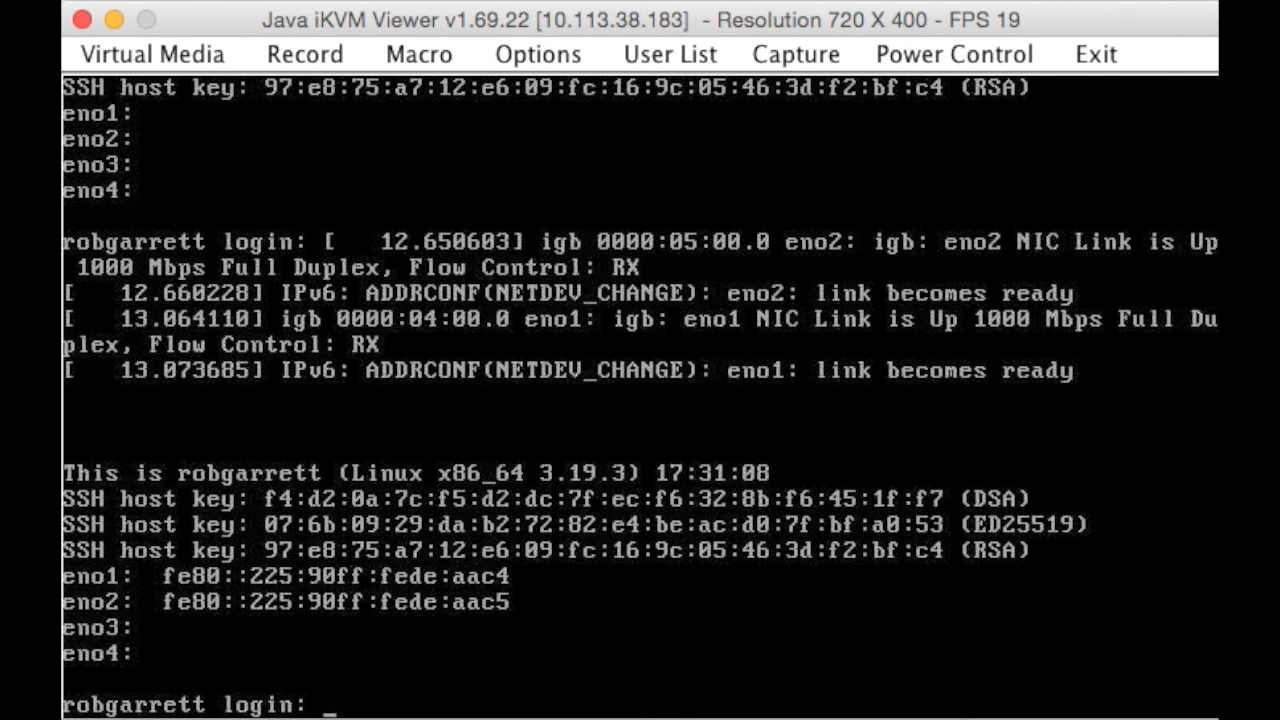 Java iKVM Viewer v1.69.22 [10.113.38.183]  - Resolution 720 X 400 - FPS 19
Virtual Media Record Macro Options User List Capture Power Control Exit
SSH host key: 97:e8:75:a7:12:e6:09:fc:16:9c:05:46:3d:f2:bf:c4 (RSA)
eno1:
eno2:
eno3:
eno4:
robgarrett login: [   12.650603] igb 0000:05:00.0 eno2: igb: eno2 NIC Link is Up
 1000 Mbps Full Duplex, Flow Control: RX
[   12.660228] IPv6: ADDRCONF(NETDEV_CHANGE): eno2: link becomes ready
[   13.064110] igb 0000:04:00.0 eno1: igb: eno1 NIC Link is Up 1000 Mbps Full Du
plex, Flow Control: RX
[   13.073685] IPv6: ADDRCONF(NETDEV_CHANGE): eno1: link becomes ready
This is robgarrett (Linux x86_64 3.19.3) 17:31:08
SSH host key: f4:d2:0a:7c:f5:d2:dc:7f:ec:f6:32:8b:f6:45:1f:f7 (DSA)
SSH host key: 07:6b:09:29:da:b2:72:82:e4:be:ac:d0:7f:bf:a0:53 (ED25519)
SSH host key: 97:e8:75:a7:12:e6:09:fc:16:9c:05:46:3d:f2:bf:c4 (RSA)
eno1:  fe80::225:90ff:fede:aac4
eno2:  fe80::225:90ff:fede:aac5
eno3:
eno4:
robgarrett login: _